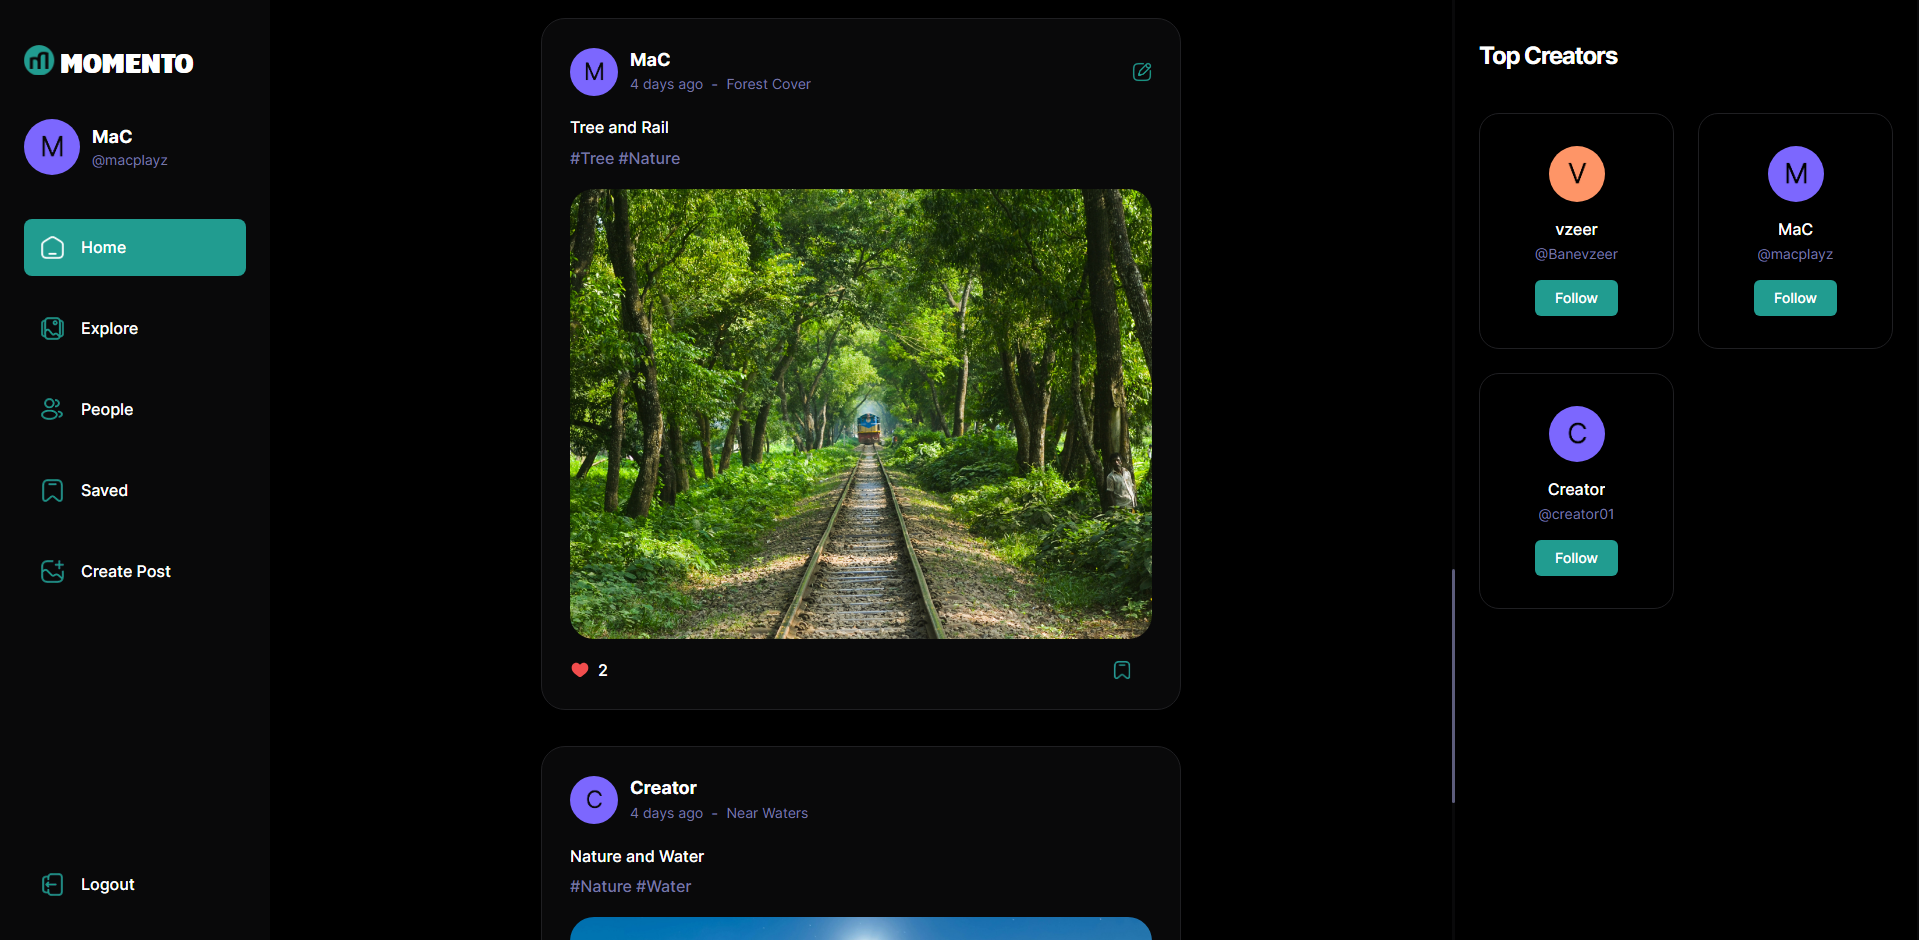 MOMENTO
M
MaC
@macplayz
Home
Explore
People
Saved
Create Post
Logout
M
MaC
4 days ago - Forest Cover
Tree and Rail
#Tree #Nature
2
C
Creator
4 days ago - Near Waters
Nature and Water
#Nature #Water
Top Creators
V
vzeer
@Banevzeer
Follow
M
MaC
@macplayz
Follow
C
Creator
@creator01
Follow